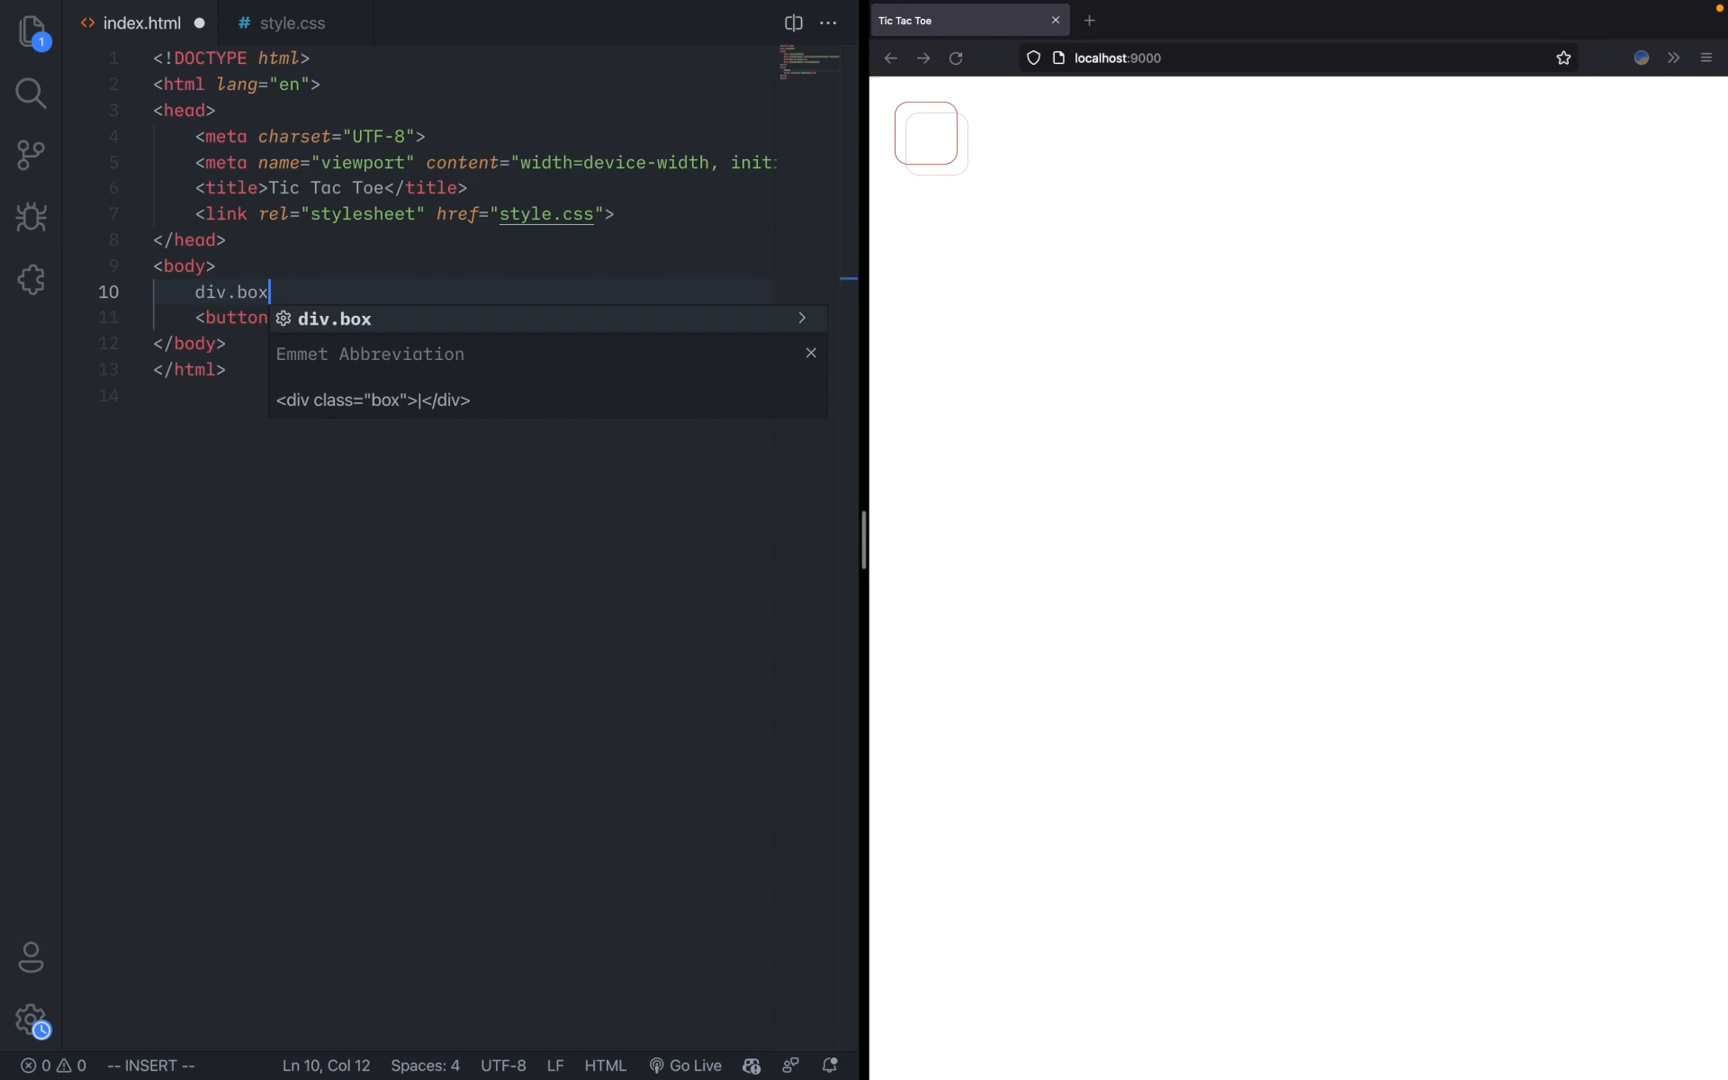 1
index.html
# style.css
1 <!DOCTYPE html>
2 <html lang="en">
3 <head>
4 <meta charset="UTF-8">
5 <meta name="viewport" content="width=device-width, initi
6 <title>Tic Tac Toe</title>
7 <link rel="stylesheet" href="style.css">
8 </head>
9 <body>
10 div.box
11 <button
div.box
12 </body>
Emmet Abbreviation
13 </html>
14
<div class="box">|</div>
0 0 -- INSERT -- Ln 10, Col 12 Spaces: 4 UTF-8 LF HTML Go Live
Tic Tac Toe
localhost:9000